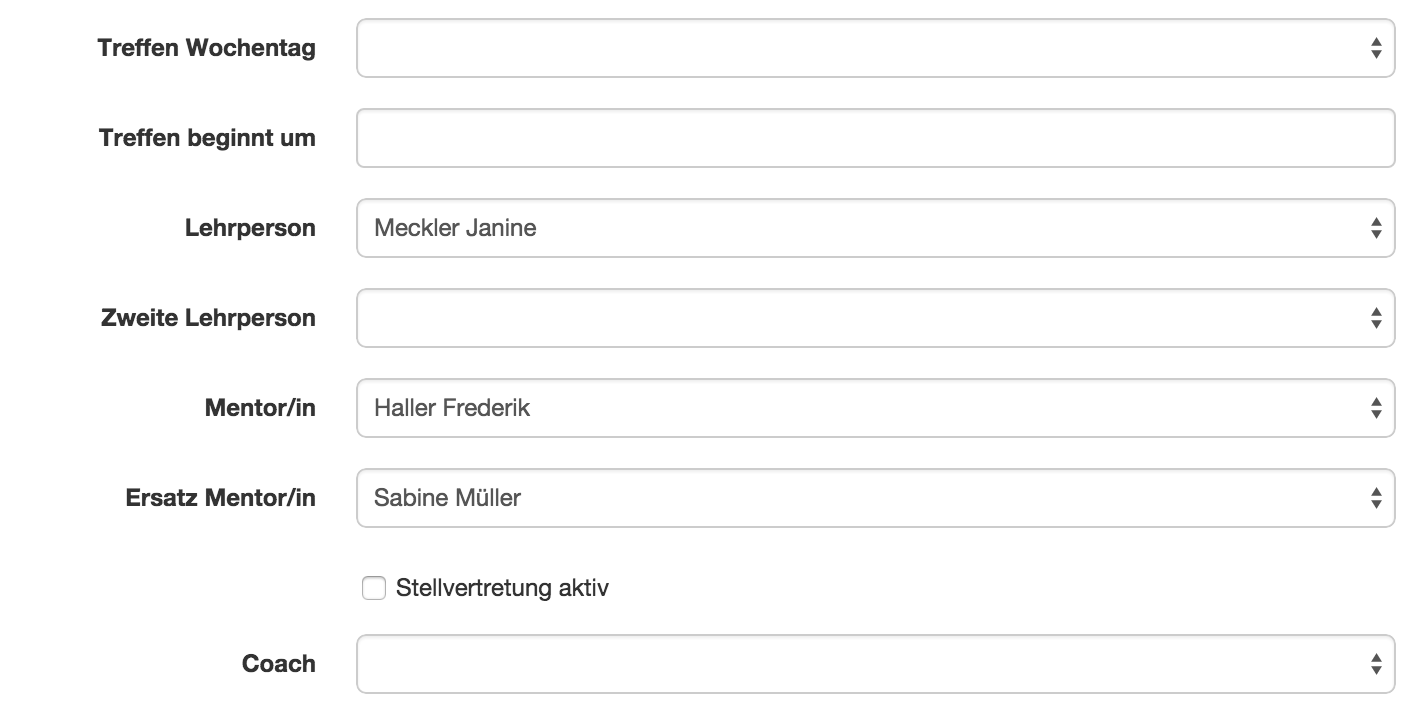 Treffen Wochentag
Treffen beginnt um
Lehrperson Meckler Janine
Zweite Lehrperson
Mentor/in Haller Frederik
Ersatz Mentor/in Sabine Müller
Stellvertretung aktiv
Coach